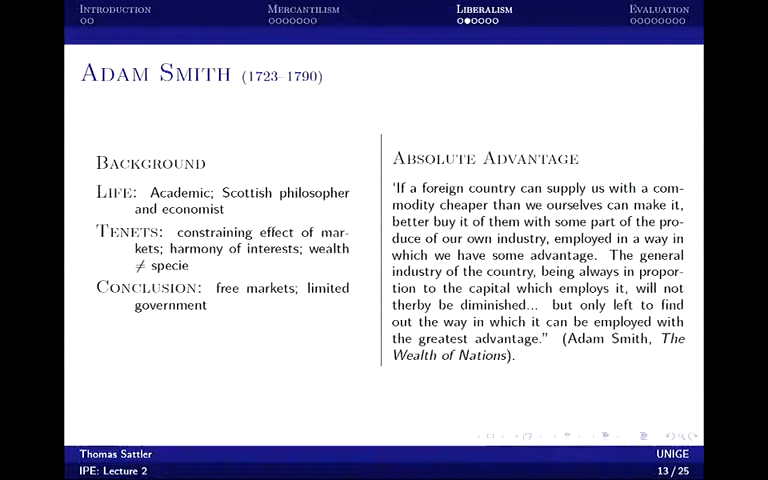 INTRODUCTION
MERCANTILISM
LIBERALISM
EVALUATION
ADAM SMITH (1723–1790)
BACKGROUND
LIFE: Academic; Scottish philosopher
and economist
TENETS: constraining effect of mar-
kets; harmony of interests; wealth
≠ specie
CONCLUSION: free markets; limited
government
ABSOLUTE ADVANTAGE
'If a foreign country can supply us with a com-
modity cheaper than we ourselves can make it,
better buy it of them with some part of the pro-
duce of our own industry, employed in a way in
which we have some advantage. The general
industry of the country, being always in propor-
tion to the capital which employs it, will not
therby be diminished... but only left to find
out the way in which it can be employed with
the greatest advantage.” (Adam Smith, The
Wealth of Nations).
Thomas Sattler
UNIGE
IPE: Lecture 2
13 / 25